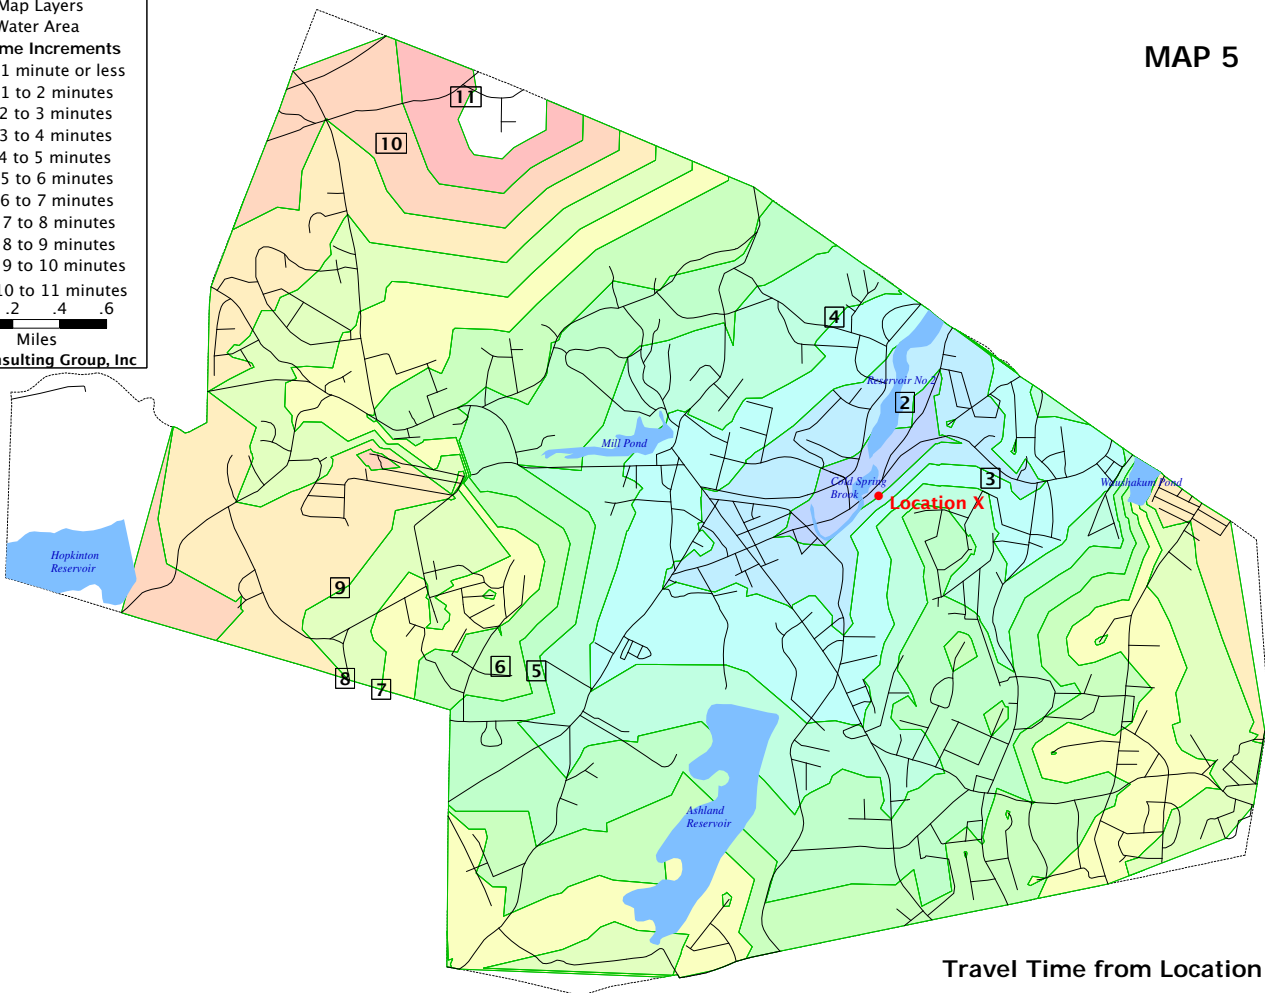 Map Layers
Water Area
me Increments
1 minute or less
1 to 2 minutes
2 to 3 minutes
3 to 4 minutes
4 to 5 minutes
5 to 6 minutes
6 to 7 minutes
7 to 8 minutes
8 to 9 minutes
9 to 10 minutes
10 to 11 minutes
.2 .4 .6
Miles
nsulting Group, Inc
MAP 5
11
10
4
Reservoir No 2
2
Mill Pond
3
Cold Spring
Brook
Waushakum Pond
Location X
Hopkinton
Reservoir
9
6
5
8
7
Ashland
Reservoir
Travel Time from Location